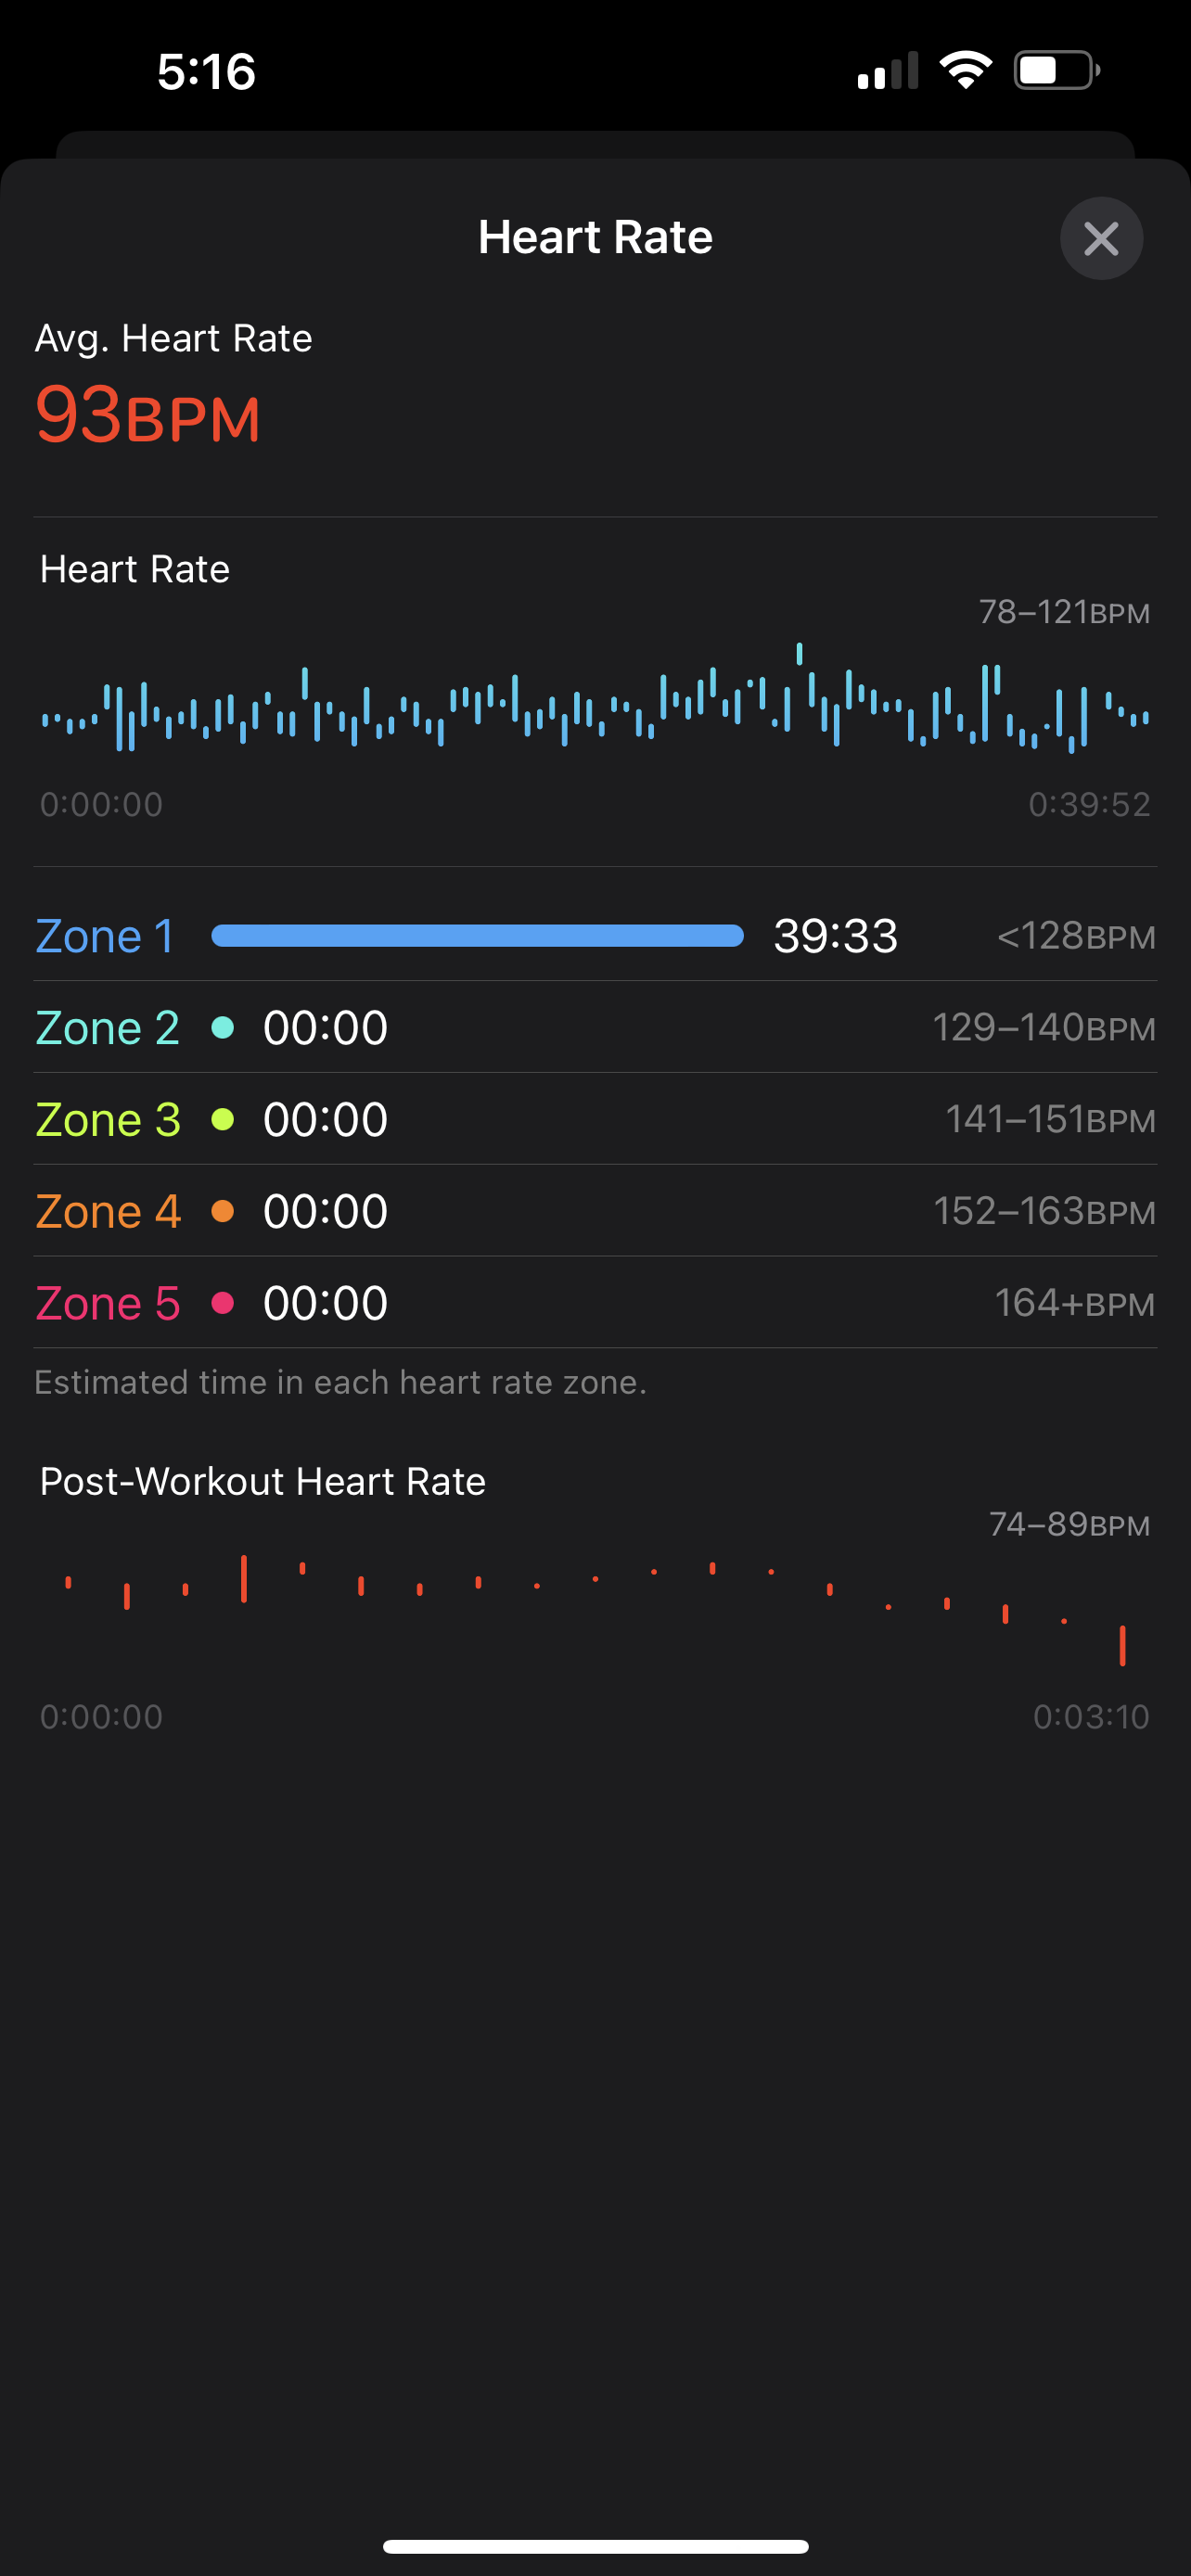 5:16
Heart Rate
Avg. Heart Rate
93BPM
Heart Rate
78–121BPM
0:00:00 0:39:52
Zone 1 39:33 <128BPM
Zone 2 00:00 129–140BPM
Zone 3 00:00 141–151BPM
Zone 4 00:00 152–163BPM
Zone 5 00:00 164+BPM
Estimated time in each heart rate zone.
Post-Workout Heart Rate
74–89BPM
0:00:00 0:03:10